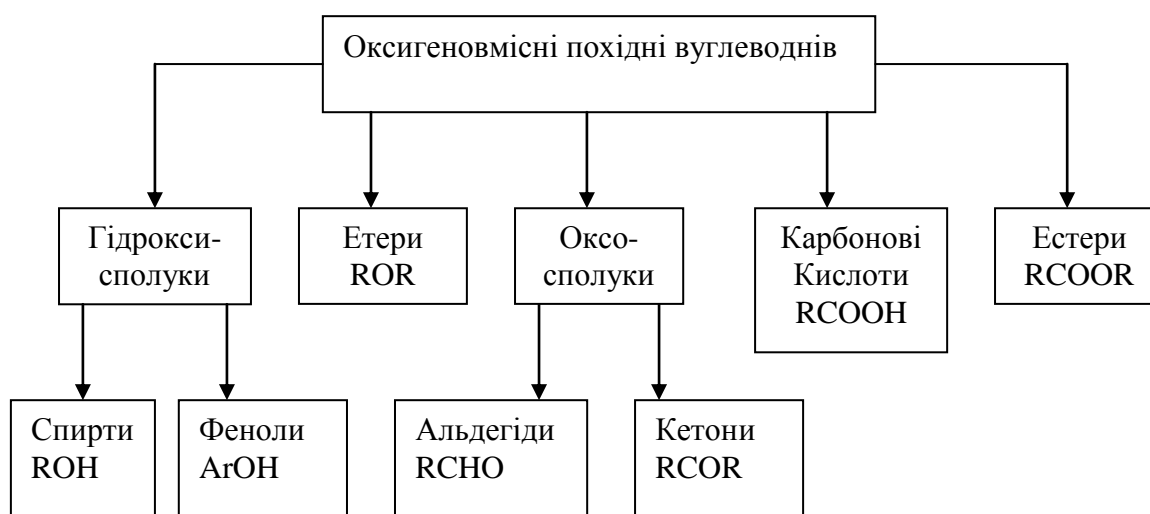 Оксигеновмісні похідні вуглеводнів
Гідрокси-
сполуки
Етери
ROR
Оксо-
сполуки
Карбонові
Кислоти
RCOOH
Естери
RCOOR
Спирти
ROH
Феноли
ArOH
Альдегіди
RCHO
Кетони
RCOR